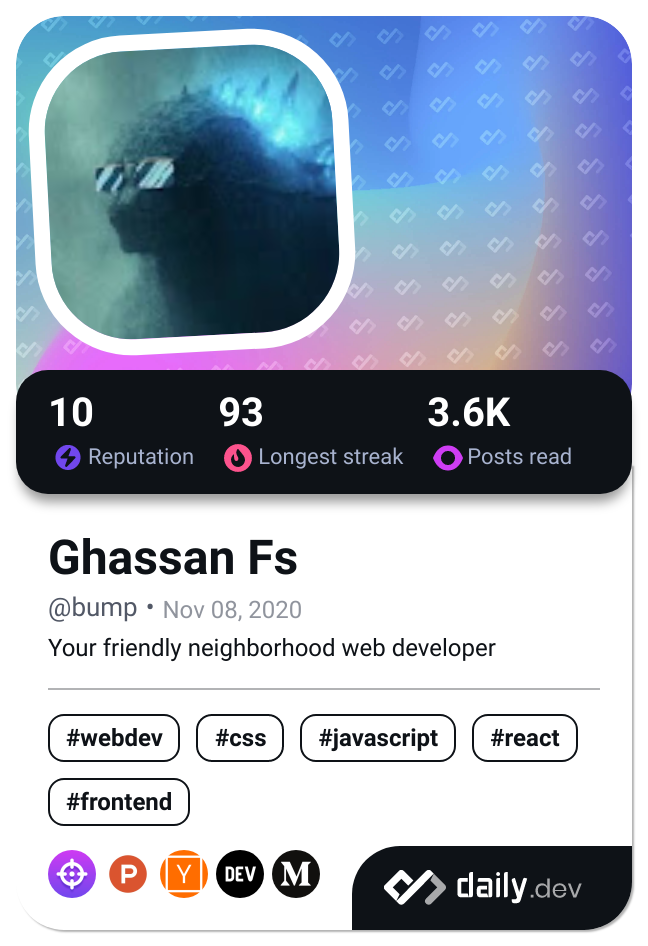 10 93 3.6K
Reputation Longest streak Posts read
Ghassan Fs
@bump • Nov 08, 2020
Your friendly neighborhood web developer
#webdev #css #javascript #react
#frontend
P Y DEV M
daily.dev